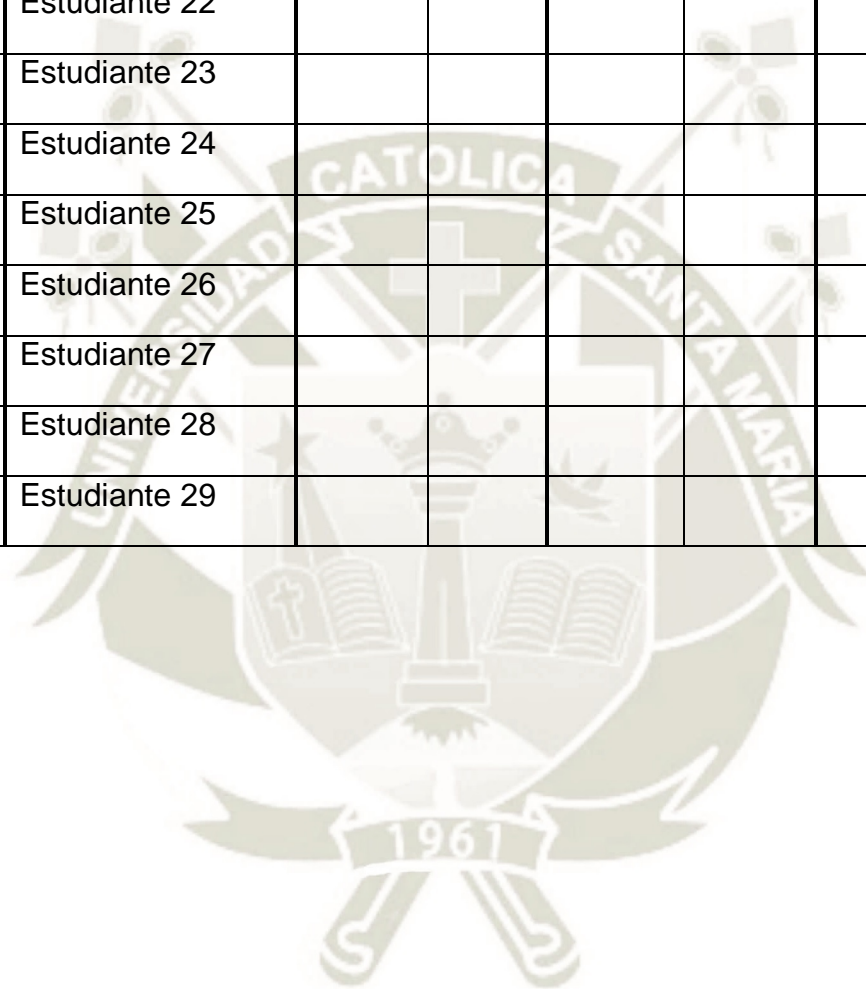 Estudiante 22
Estudiante 23
Estudiante 24
Estudiante 25
Estudiante 26
Estudiante 27
Estudiante 28
Estudiante 29
UNIVERSIDAD CATOLICA SANTA MARIA
1961